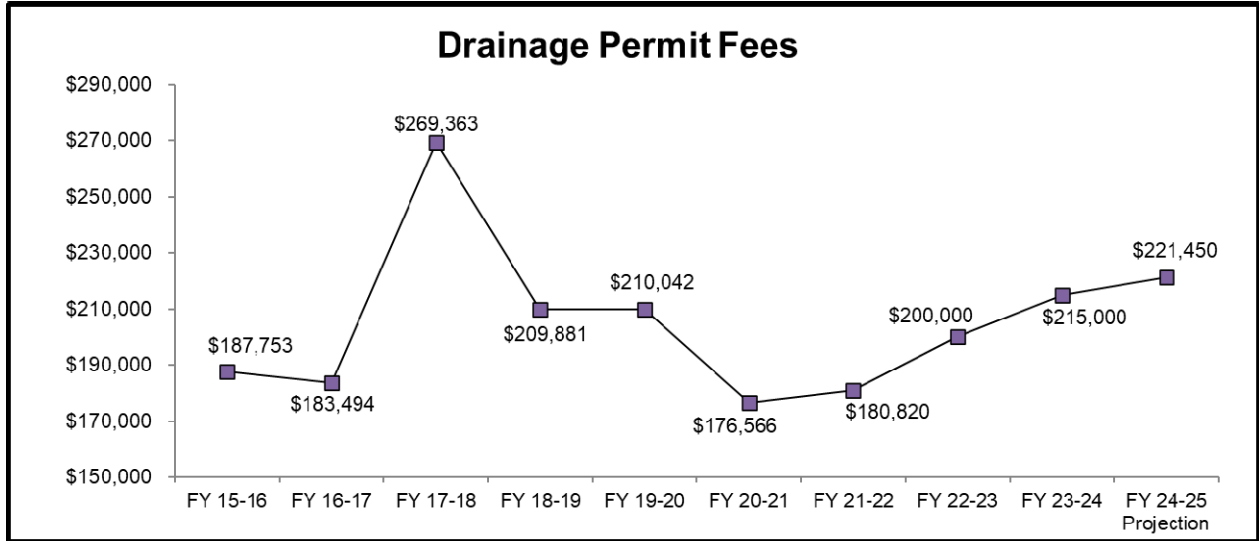 Drainage Permit Fees
$290,000
$270,000
$250,000
$230,000
$210,000
$190,000
$170,000
$150,000
$187,753
$183,494
$269,363
$209,881
$210,042
$176,566
$180,820
$200,000
$215,000
$221,450
FY 15-16
FY 16-17
FY 17-18
FY 18-19
FY 19-20
FY 20-21
FY 21-22
FY 22-23
FY 23-24
FY 24-25
Projection